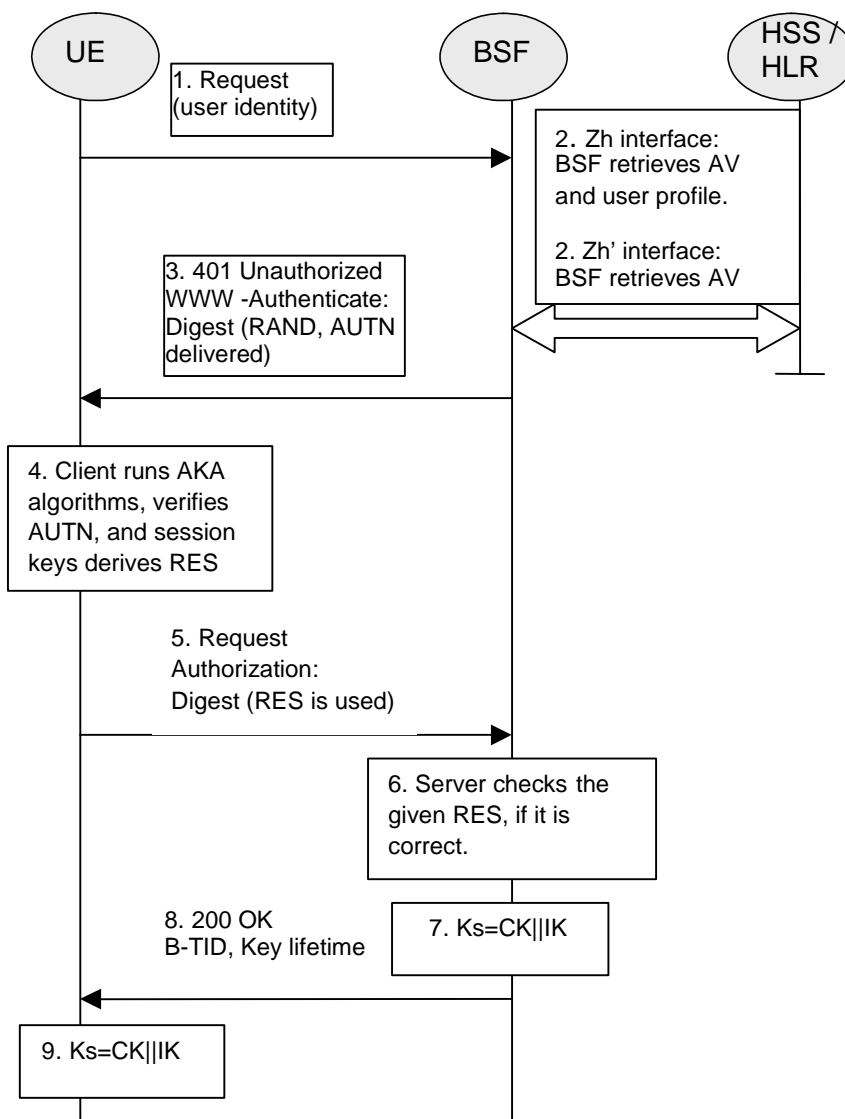 UE
BSF
HSS /
HLR
1. Request
(user identity)
2. Zh interface:
BSF retrieves AV
and user profile.
2. Zh' interface:
BSF retrieves AV
3. 401 Unauthorized
WWW -Authenticate:
Digest (RAND, AUTN
delivered)
4. Client runs AKA
algorithms, verifies
AUTN, and session
keys derives RES
5. Request
Authorization:
Digest (RES is used)
6. Server checks the
given RES, if it is
correct.
7. Ks=CK||IK
8. 200 OK
B-TID, Key lifetime
9. Ks=CK||IK